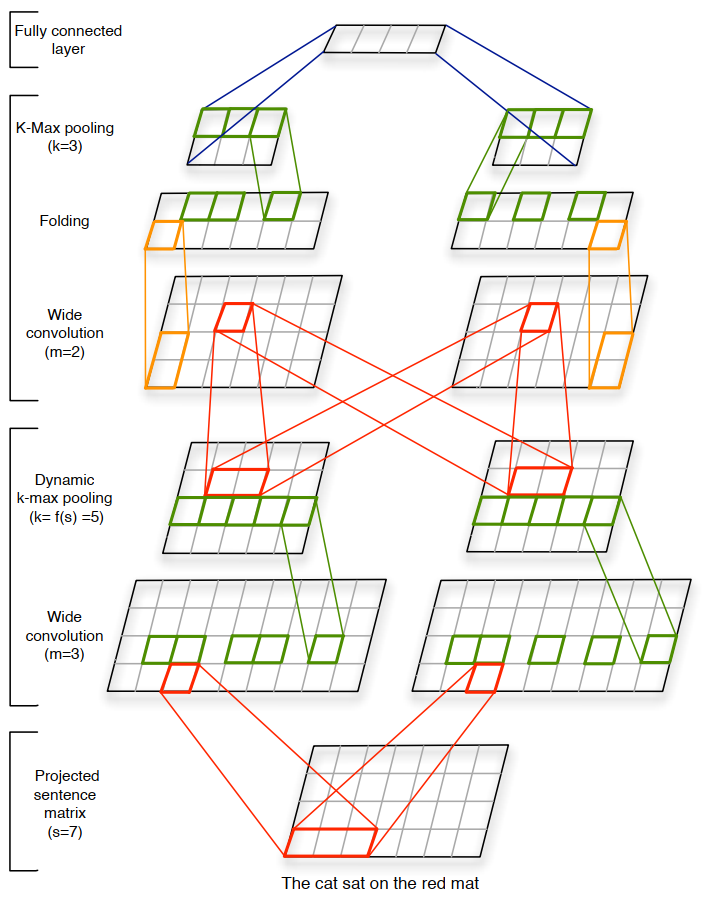 Fully connected
layer
K-Max pooling
(k=3)
Folding
Wide
convolution
(m=2)
Dynamic
k-max pooling
(k= f(s) =5)
Wide
convolution
(m=3)
Projected
sentence
matrix
(s=7)
The cat sat on the red mat